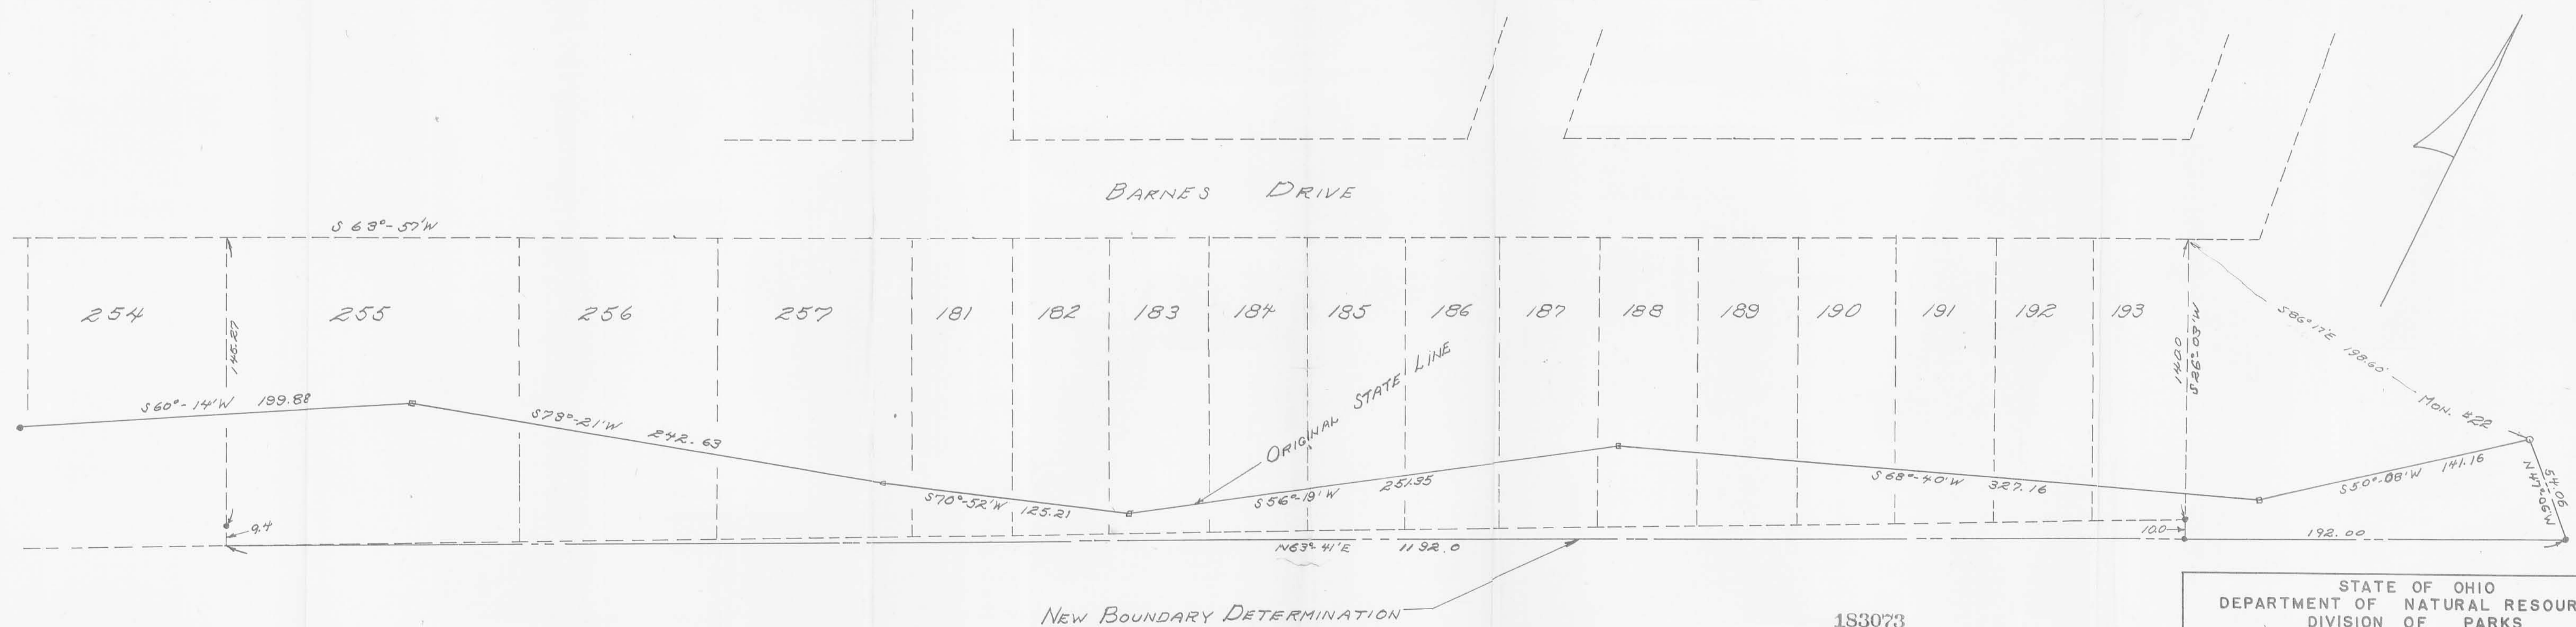 BARNES DRIVE
S 63°-57'W
254
255
256
257
181
182
183
184
185
186
187
188
189
190
191
192
193
145.27
1400
S26°-03'W
S86°17'E 198.60'
MON. #22
ORIGINAL STATE LINE
S60°-14'W 199.88
S78°-21'W 242.63
S70°-52'W 125.21
S56°-19'W 251.35
S68°-40'W 327.16
S50°-08'W 141.16
54.06
N47°-06'W
9.4
N63°-41'E 1192.0
100
192.00
NEW BOUNDARY DETERMINATION
183073
STATE OF OHIO
DEPARTMENT OF NATURAL RESOUR
DIVISION OF PARKS